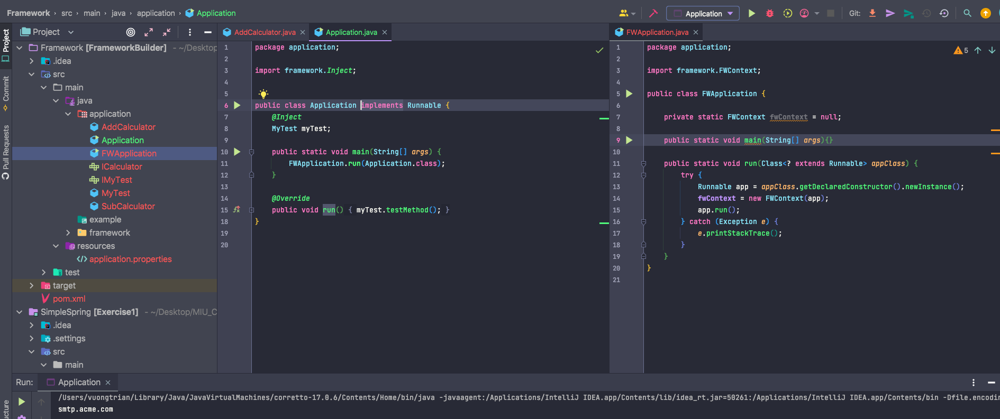 Framework › src › main › java › application › Application
Application
Git:
Project
Commit
Pull Requests
Project
Framework [FrameworkBuilder] - ~/Desktop
.idea
src
main
java
application
AddCalculator
Application
FWApplication
ICalculator
IMyTest
MyTest
SubCalculator
example
framework
resources
application.properties
test
target
pom.xml
SimpleSpring [Exercise1] - ~/Desktop/MIU_C
.idea
.settings
src
main
AddCalculator.java
Application.java
1 package application;
2
3 import framework.Inject;
4
5
6 public class Application implements Runnable {
7 @Inject
8 MyTest myTest;
9
10 public static void main(String[] args) {
11 FWApplication.run(Application.class);
12 }
13
14 @Override
15 public void run() { myTest.testMethod(); }
18 }
19
20
FWApplication.java
5
1 package application;
2
3 import framework.FWContext;
4
5 public class FWApplication {
6
7 private static FWContext fwContext = null;
8
9 public static void main(String[] args){}
10
11 public static void run(Class<? extends Runnable> appClass) {
12 try {
13 Runnable app = appClass.getDeclaredConstructor().newInstance();
14 fwContext = new FWContext(app);
15 app.run();
16 } catch (Exception e) {
17 e.printStackTrace();
18 }
19 }
20 }
21
Run: Application
/Users/vuongtrian/Library/Java/JavaVirtualMachines/corretto-17.0.6/Contents/Home/bin/java -javaagent:/Applications/IntelliJ IDEA.app/Contents/lib/idea_rt.jar=50261:/Applications/IntelliJ IDEA.app/Contents/bin -Dfile.encodin
smtp.acme.com
ucture